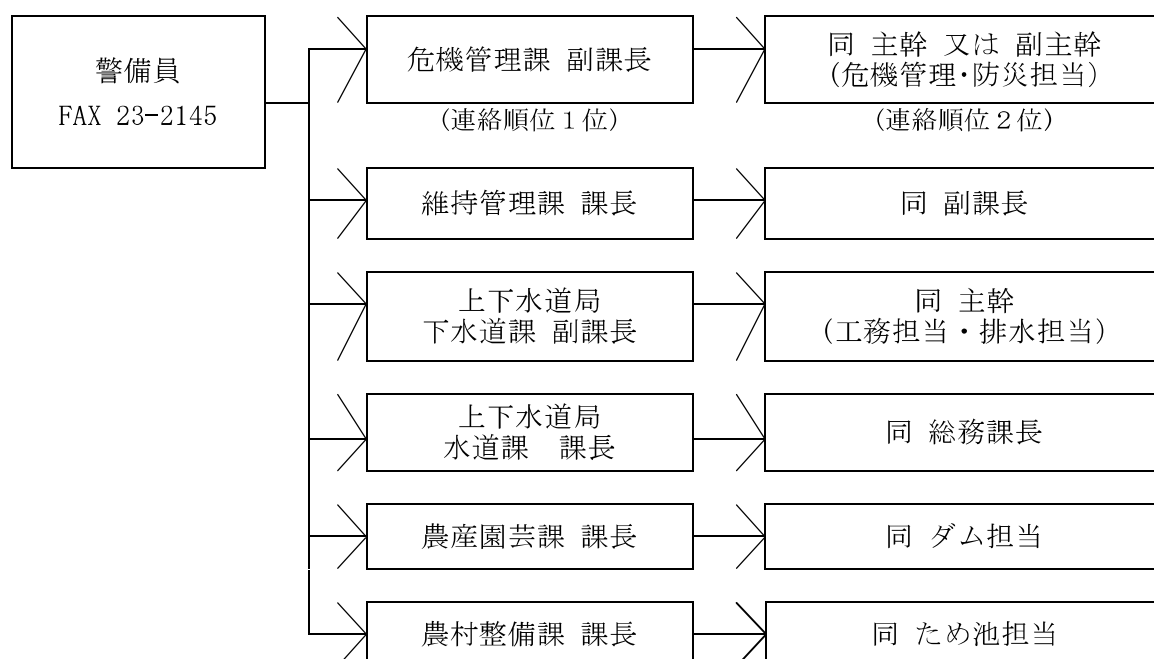 警備員
FAX 23-2145
危機管理課 副課長
(連絡順位１位)
同 主幹 又は 副主幹
(危機管理・防災担当)
(連絡順位２位)
維持管理課 課長
同 副課長
上下水道局
下水道課 副課長
同 主幹
(工務担当・排水担当)
上下水道局
水道課　課長
同 総務課長
農産園芸課 課長
同 ダム担当
農村整備課 課長
同 ため池担当